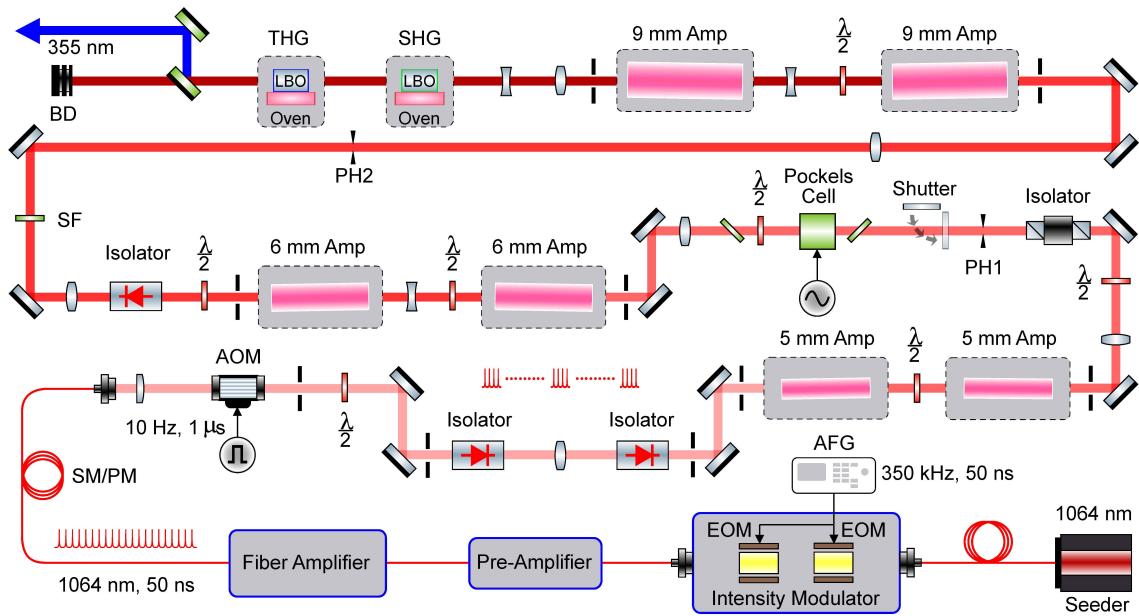 THG
SHG
9 mm Amp
λ/2
9 mm Amp
355 nm
LBO
LBO
BD
Oven
Oven
PH2
SF
Isolator
λ/2
6 mm Amp
λ/2
6 mm Amp
λ/2
Pockels
Cell
Shutter
Isolator
PH1
λ/2
AOM
10 Hz, 1 μs
λ/2
Isolator
Isolator
5 mm Amp
λ/2
5 mm Amp
SM/PM
AFG
350 kHz, 50 ns
1064 nm, 50 ns
Fiber Amplifier
Pre-Amplifier
EOM
EOM
Intensity Modulator
1064 nm
Seeder